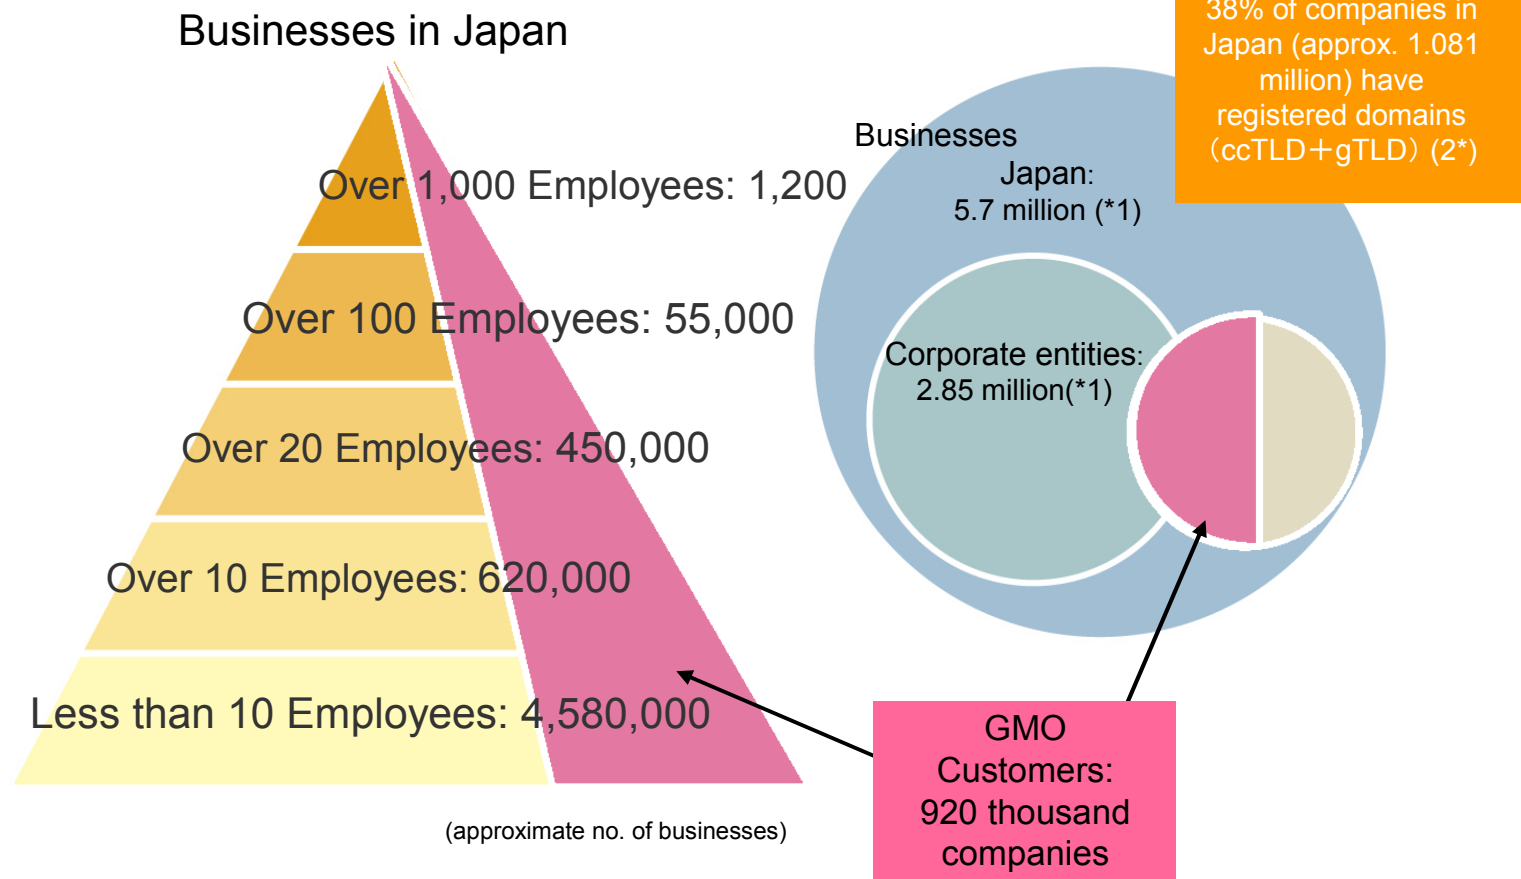 Businesses in Japan
Over 1,000 Employees: 1,200
Over 100 Employees: 55,000
Over 20 Employees: 450,000
Over 10 Employees: 620,000
Less than 10 Employees: 4,580,000
(approximate no. of businesses)
38% of companies in
Japan (approx. 1.081
million) have
registered domains
（ccTLD＋gTLD）(2*)
Businesses
Japan:
5.7 million (*1)
Corporate entities:
2.85 million(*1)
GMO
Customers:
920 thousand
companies